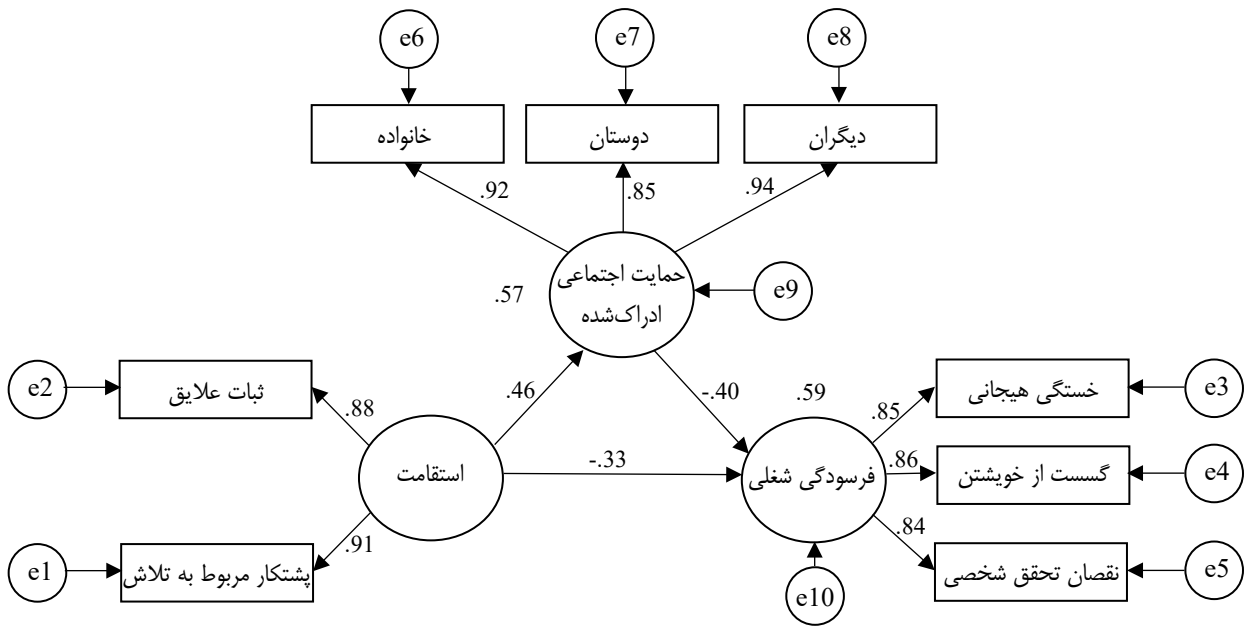 e6
e7
e8
خانواده
دوستان
دیگران
.92
.85
.94
حمایت اجتماعی
ادراک‌شده
.57
e9
e2
ثبات علایق
.88
.46
-.40
.59
.85
خستگی هیجانی
e3
استقامت
-.33
فرسودگی شغلی
.86
گسست از خویشتن
e4
.91
.84
e1
پشتکار مربوط به تلاش
نقصان تحقق شخصی
e5
e10